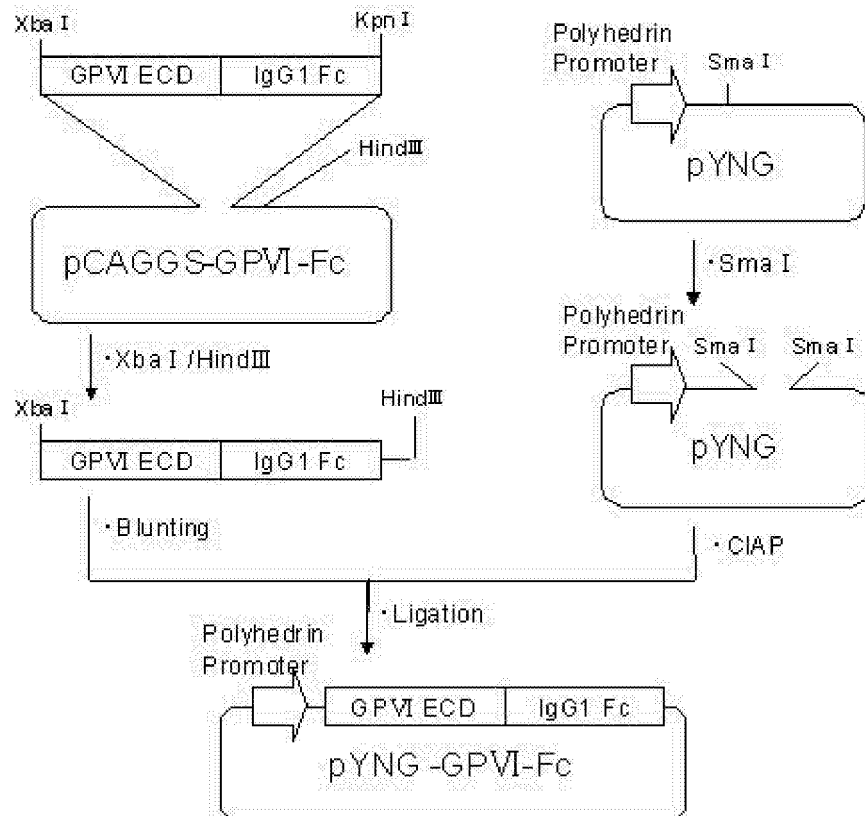 Xba I
Kpn I
GPVI ECD
IgG1 Fc
HindⅢ
pCAGGS-GPVI-Fc
・Xba I /HindⅢ
Xba I
HindⅢ
GPVI ECD
IgG1 Fc
・Blunting
Polyhedrin
Promoter
Sma I
pYNG
・Sma I
Polyhedrin
Promoter
Sma I
Sma I
pYNG
・CIAP
・Ligation
Polyhedrin
Promoter
GPVI ECD
IgG1 Fc
pYNG -GPVI-Fc